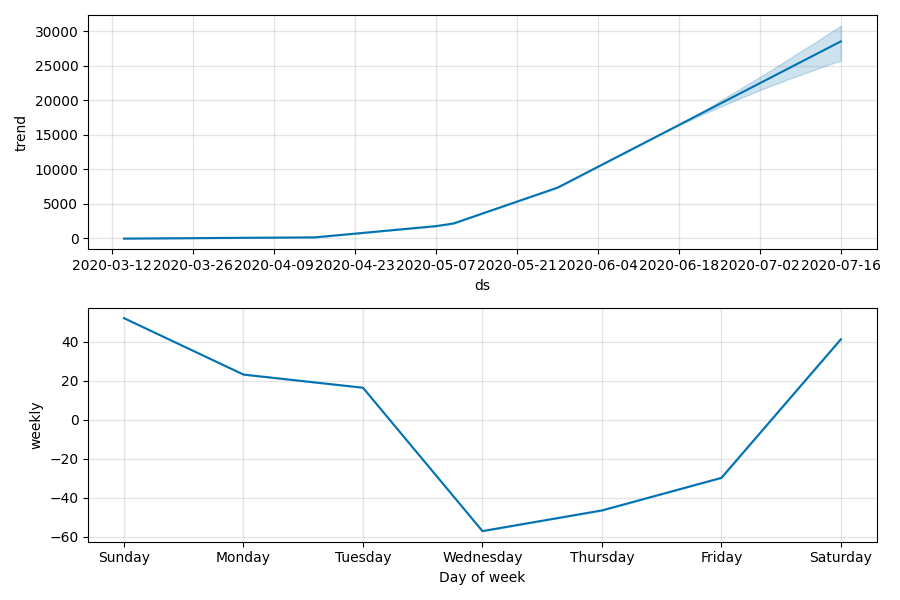 30000
25000
20000
15000
10000
5000
0
trend
2020-03-12 2020-03-26 2020-04-09 2020-04-23 2020-05-07 2020-05-21 2020-06-04 2020-06-18 2020-07-02 2020-07-16
ds
40
20
0
−20
−40
−60
weekly
Sunday Monday Tuesday Wednesday Thursday Friday Saturday
Day of week